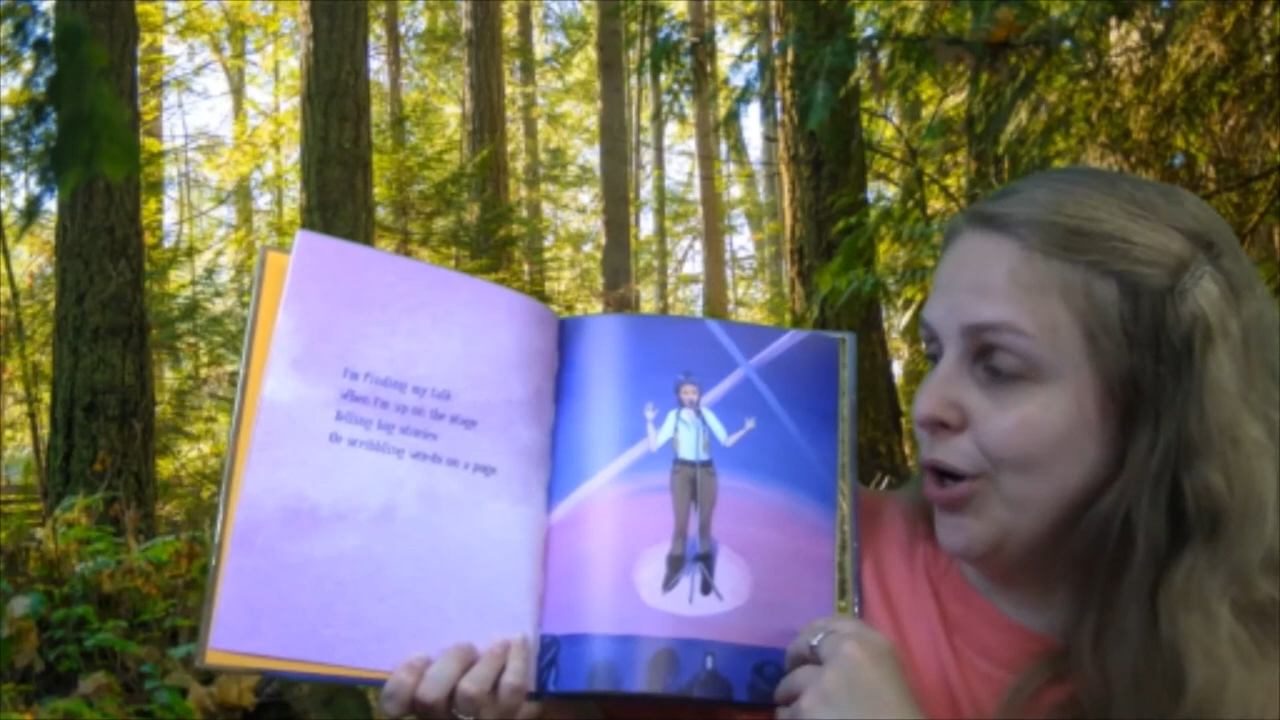 I'm finding my talk
When I'm up on the stage
Telling big stories
Or scribbling words on a page